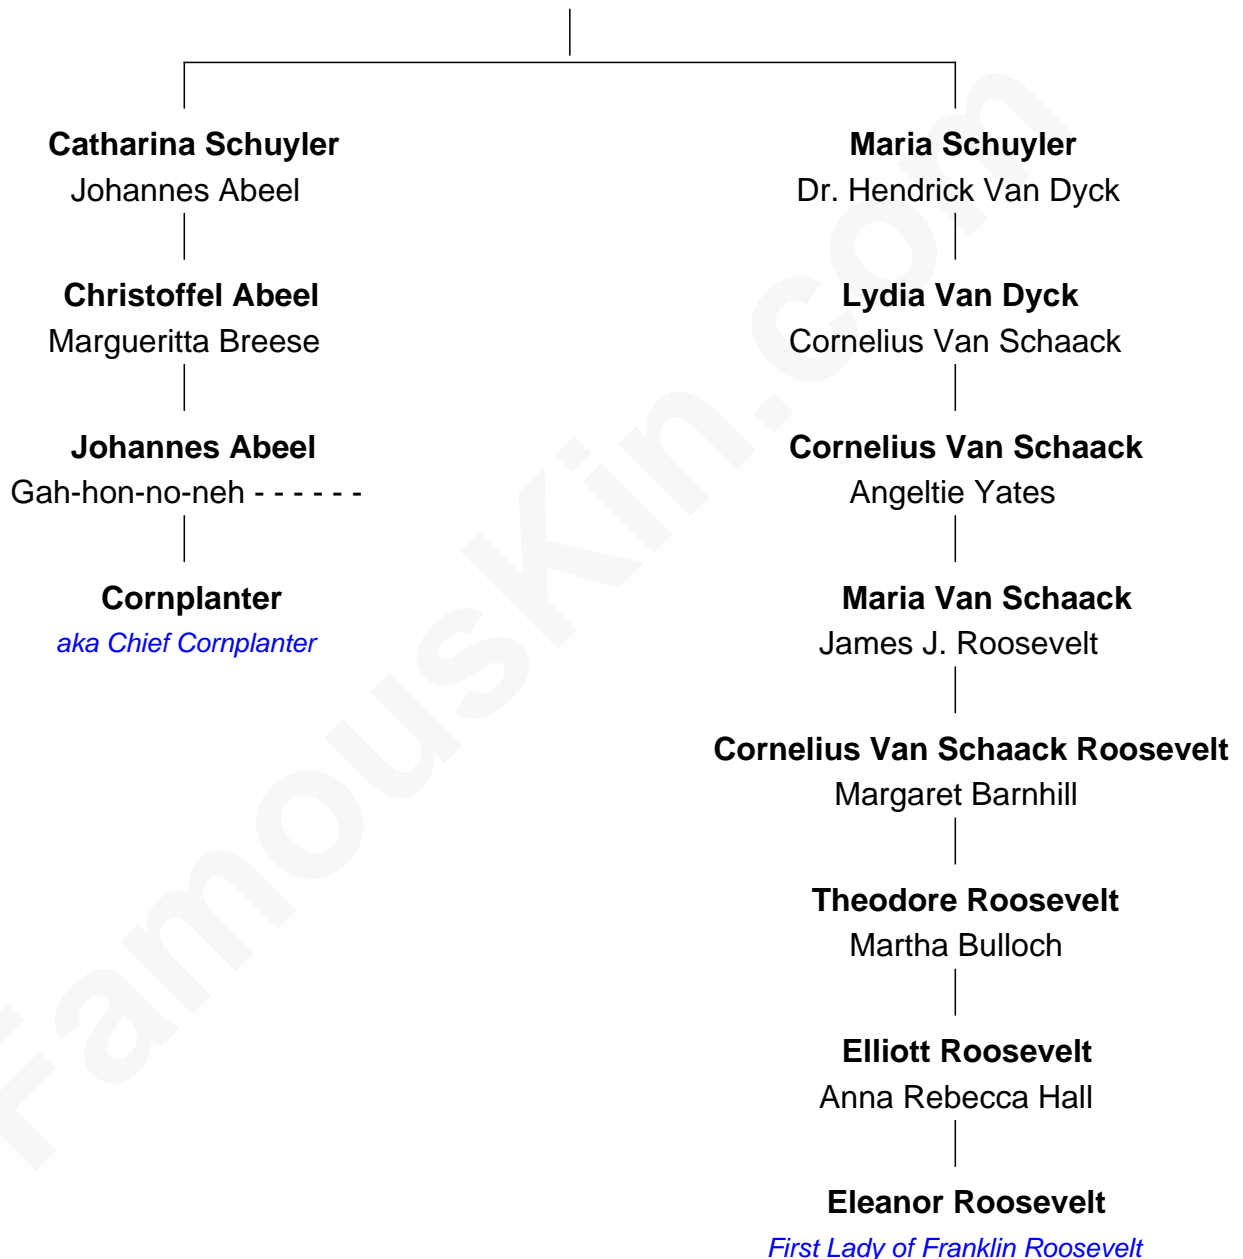 Catharina Schuyler
Johannes Abeel
Christoffel Abeel
Margueritta Breese
Johannes Abeel
Gah-hon-no-neh - - - - - -
Cornplanter
aka Chief Cornplanter
Maria Schuyler
Dr. Hendrick Van Dyck
Lydia Van Dyck
Cornelius Van Schaack
Cornelius Van Schaack
Angeltie Yates
Maria Van Schaack
James J. Roosevelt
Cornelius Van Schaack Roosevelt
Margaret Barnhill
Theodore Roosevelt
Martha Bulloch
Elliott Roosevelt
Anna Rebecca Hall
Eleanor Roosevelt
First Lady of Franklin Roosevelt
FamousKin.com